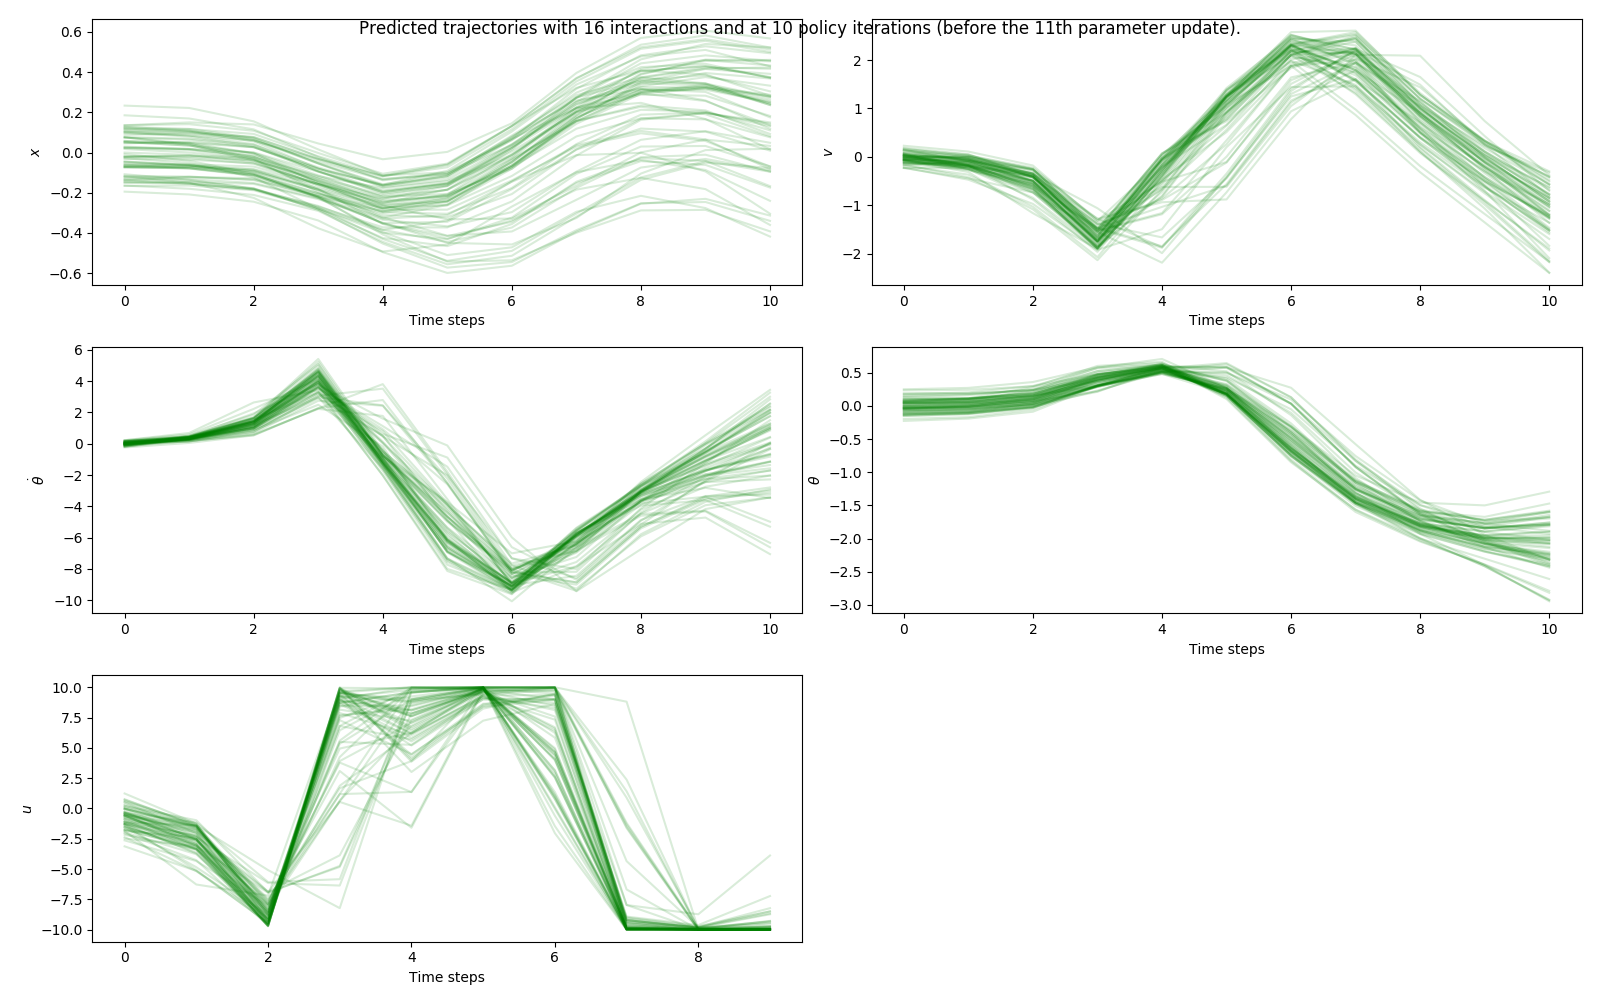 Predicted trajectories with 16 interactions and at 10 policy iterations (before the 11th parameter update).
0.6
0.4
0.2
0.0
−0.2
−0.4
−0.6
x
0 2 4 6 8 10
Time steps
2
1
0
−1
−2
v
0 2 4 6 8 10
Time steps
6
4
2
0
−2
−4
−6
−8
−10
θ̇
0 2 4 6 8 10
Time steps
0.5
0.0
−0.5
−1.0
−1.5
−2.0
−2.5
−3.0
θ
0 2 4 6 8 10
Time steps
10.0
7.5
5.0
2.5
0.0
−2.5
−5.0
−7.5
−10.0
u
0 2 4 6 8
Time steps